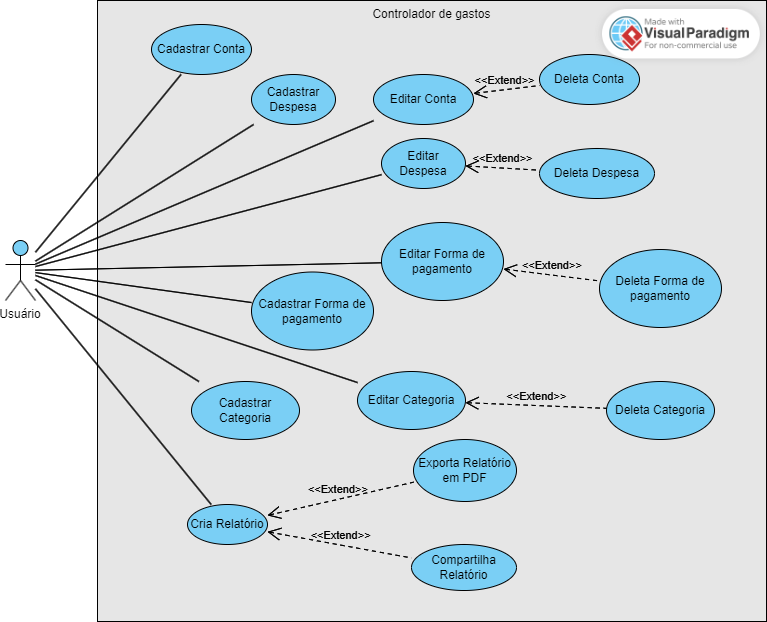 Controlador de gastos
Made with
VisualParadigm
For non-commercial use
Cadastrar Conta
Cadastrar
Despesa
Editar Conta
<<Extend>>
Deleta Conta
Editar
Despesa
<<Extend>>
Deleta Despesa
Usuário
Editar Forma de
pagamento
<<Extend>>
Deleta Forma de
pagamento
Cadastrar Forma de
pagamento
Cadastrar
Categoria
Editar Categoria
<<Extend>>
Deleta Categoria
Cria Relatório
<<Extend>>
Exporta Relatório
em PDF
<<Extend>>
Compartilha
Relatório